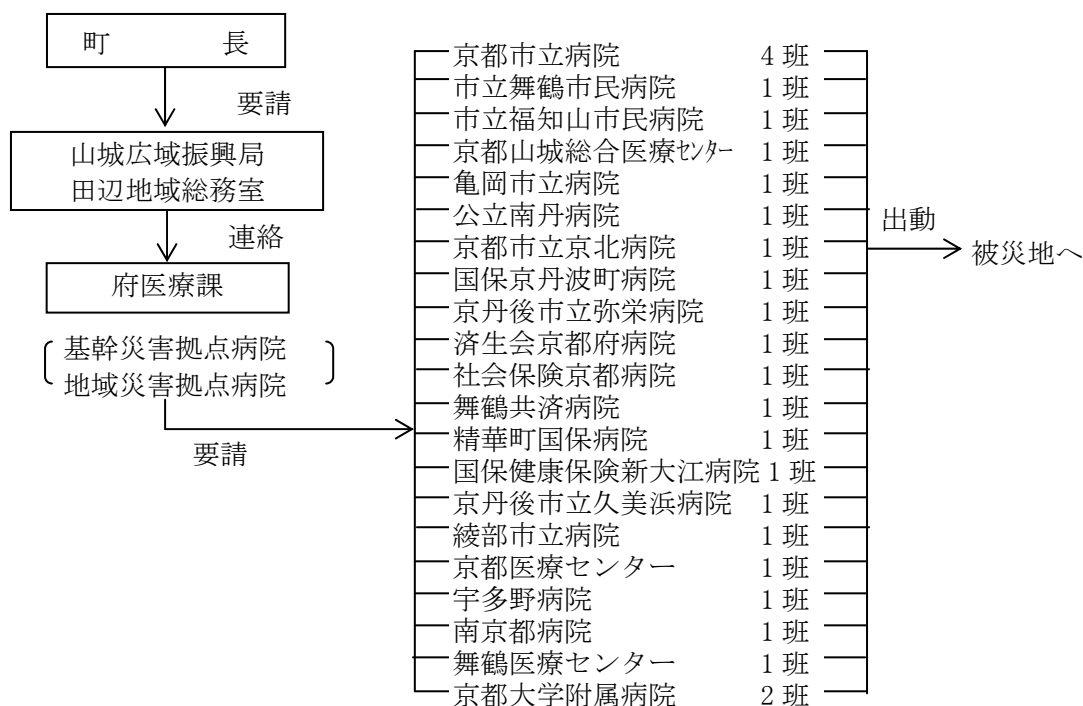 町　　　長
要請
山城広域振興局
田辺地域総務室
連絡
府医療課
基幹災害拠点病院
地域災害拠点病院
要請
京都市立病院 4 班
市立舞鶴市民病院 1 班
市立福知山市民病院 1 班
京都山城総合医療ｾﾝﾀｰ 1 班
亀岡市立病院 1 班
公立南丹病院 1 班
京都市立京北病院 1 班
国保京丹波町病院 1 班
京丹後市立弥栄病院 1 班
済生会京都府病院 1 班
社会保険京都病院 1 班
舞鶴共済病院 1 班
精華町国保病院 1 班
国保健康保険新大江病院 1 班
京丹後市立久美浜病院 1 班
綾部市立病院 1 班
京都医療センター 1 班
宇多野病院 1 班
南京都病院 1 班
舞鶴医療センター 1 班
京都大学附属病院 2 班
出動
被災地へ